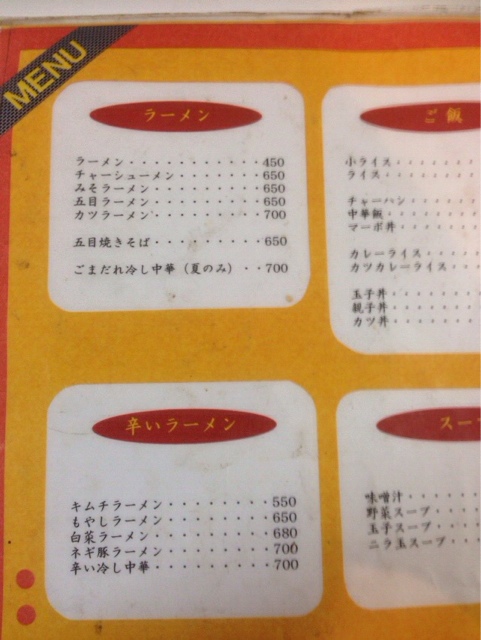 MENU
ラーメン
ラーメン・・・・・・・・・・・450
チャーシューメン・・・・・・・650
みそラーメン・・・・・・・・・650
五目ラーメン・・・・・・・・・650
カツラーメン・・・・・・・・・700
五目焼きそば・・・・・・・・・650
ごまだれ冷し中華（夏のみ）・・700
ご飯
小ライス・・・・・・・
ライス・・・・・・・・
チャーハン・・・・・・
中華飯・・・・・・・・
マーボ丼・・・・・・・
カレーライス・・・・・
カツカレーライス・・・
玉子丼・・・・・・・・
親子丼・・・・・・・・
カツ丼・・・・・・・・
辛いラーメン
キムチラーメン・・・・・・・・550
もやしラーメン・・・・・・・・650
白菜ラーメン・・・・・・・・・680
ネギ豚ラーメン・・・・・・・・700
辛い冷し中華・・・・・・・・・700
スー
味噌汁・・・・・・
野菜スープ・・・・
玉子スープ・・・・
ニラ玉スープ・・・